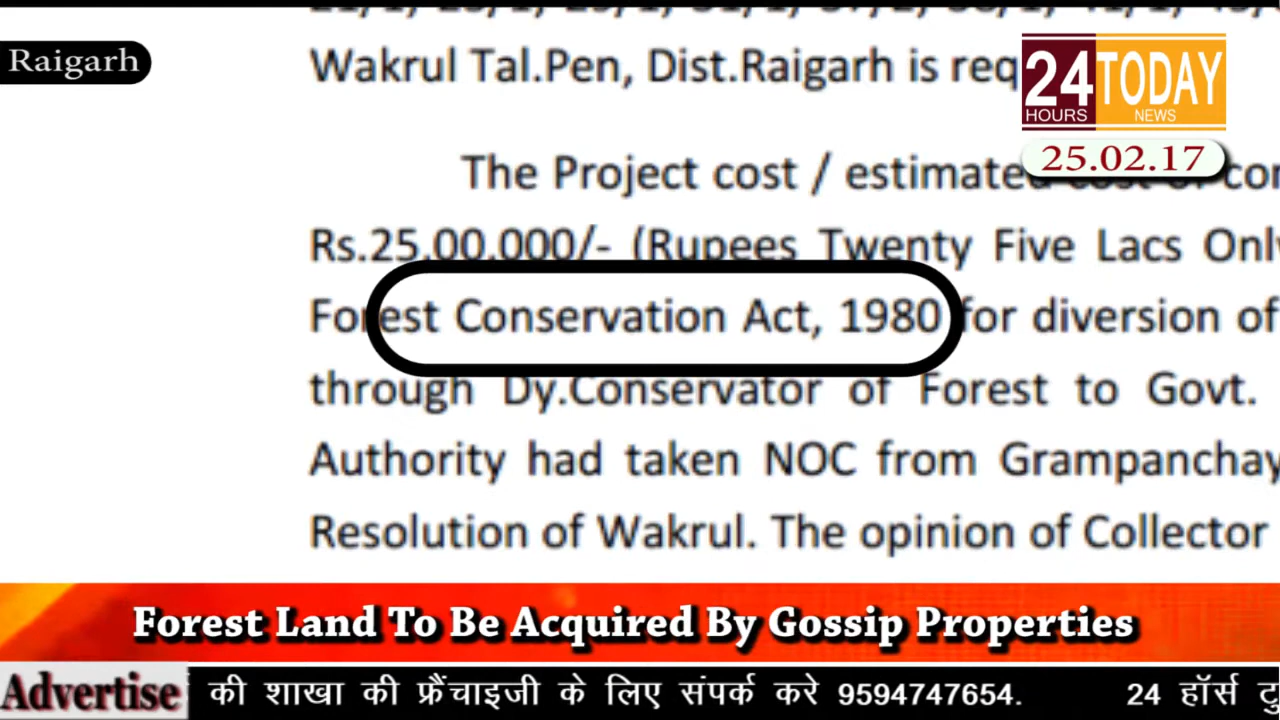 Raigarh
Wakrul Tal.Pen, Dist.Raigarh is req
24 TODAY
HOURS NEWS
25.02.17
The Project cost / estimated cost of con
Rs.25,00,000/- (Rupees Twenty Five Lacs Only
Forest Conservation Act, 1980 for diversion of
through Dy.Conservator of Forest to Govt.
Authority had taken NOC from Grampanchay
Resolution of Wakrul. The opinion of Collector
Forest Land To Be Acquired By Gossip Properties
Advertise की शाखा की फ्रैंचाइजी के लिए संपर्क करे 9594747654. 24 हॉर्स टु